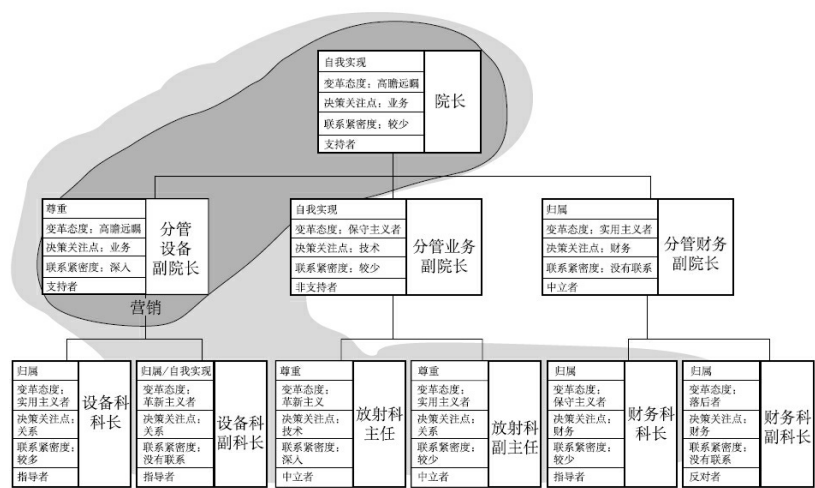 自我实现
变革态度：高瞻远瞩
决策关注点：业务
联系紧密度：较少
支持者
院长
尊重
变革态度：高瞻远瞩
决策关注点：业务
联系紧密度：深入
支持者
分管
设备
副院长
自我实现
变革态度：保守主义者
决策关注点：技术
联系紧密度：较少
非支持者
分管业务
副院长
归属
变革态度：实用主义者
决策关注点：财务
联系紧密度：没有联系
中立者
分管财务
副院长
营销
归属
变革态度：
实用主义者
决策关注点：
关系
联系紧密度：
较多
指导者
设备科
科长
归属/自我实现
变革态度：
革新主义者
决策关注点：
关系
联系紧密度：
没有联系
指导者
设备科
副科长
尊重
变革态度：
革新主义
决策关注点：
技术
联系紧密度：
深入
中立者
放射科
主任
尊重
变革态度：
实用主义者
决策关注点：
关系
联系紧密度：
较少
中立者
放射科
副主任
归属
变革态度：
保守主义者
决策关注点：
财务
联系紧密度：
较少
指导者
财务科
科长
归属
变革态度：
落后者
决策关注点：
财务
联系紧密度：
没有联系
反对者
财务科
副科长